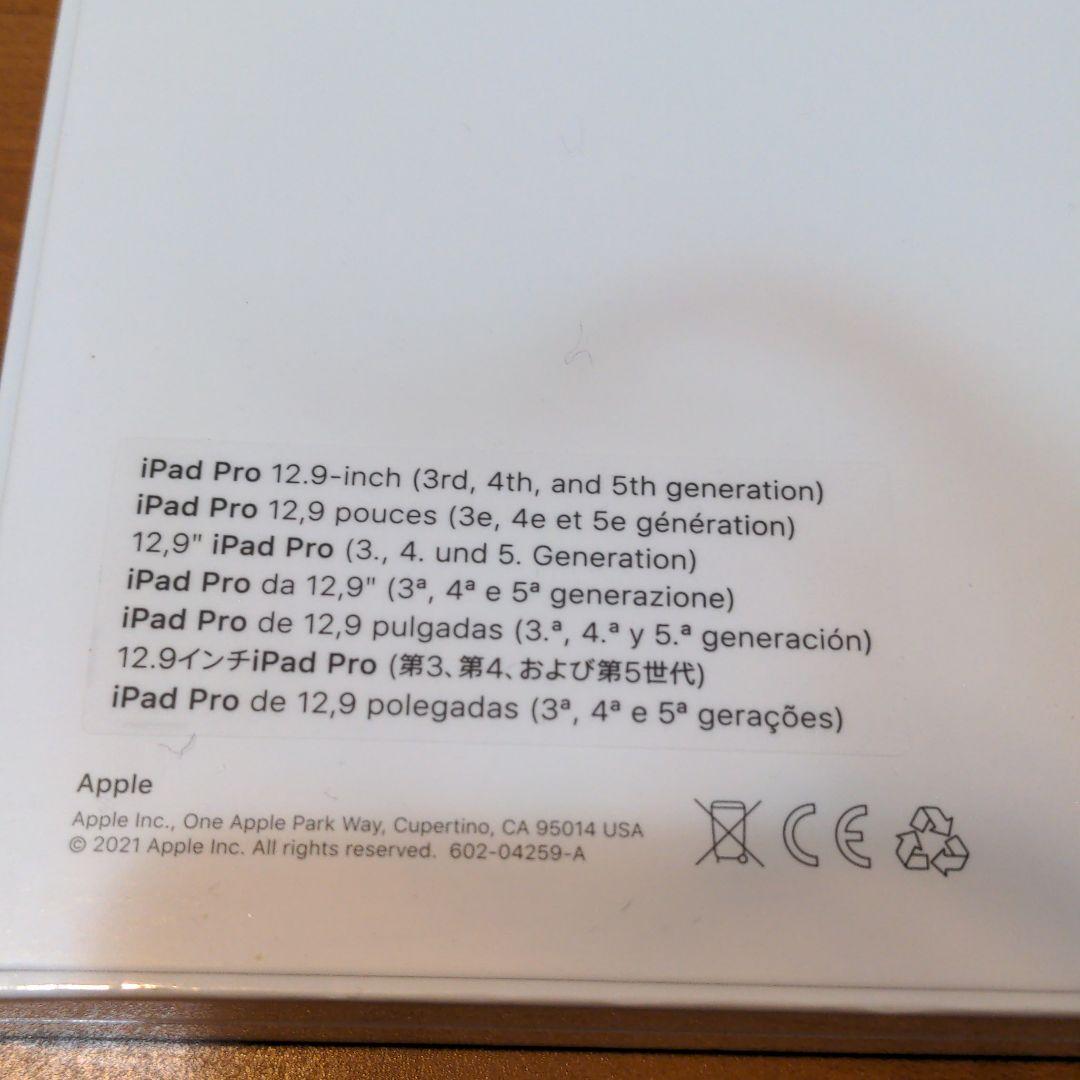 iPad Pro 12.9-inch (3rd, 4th, and 5th generation)
iPad Pro 12,9 pouces (3e, 4e et 5e génération)
12,9" iPad Pro (3., 4. und 5. Generation)
iPad Pro da 12,9" (3ª, 4ª e 5ª generazione)
iPad Pro de 12,9 pulgadas (3.ª, 4.ª y 5.ª generación)
12.9インチiPad Pro (第3、第4、および第5世代)
iPad Pro de 12,9 polegadas (3ª, 4ª e 5ª gerações)
Apple
Apple Inc., One Apple Park Way, Cupertino, CA 95014 USA
© 2021 Apple Inc. All rights reserved. 602-04259-A
CE